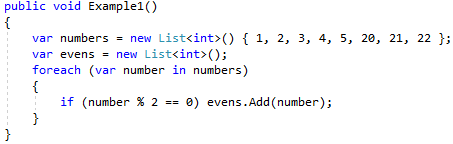 public void Example1()
{
    var numbers = new List<int>() { 1, 2, 3, 4, 5, 20, 21, 22 };
    var evens = new List<int>();
    foreach (var number in numbers)
    {
        if (number % 2 == 0) evens.Add(number);
    }
}